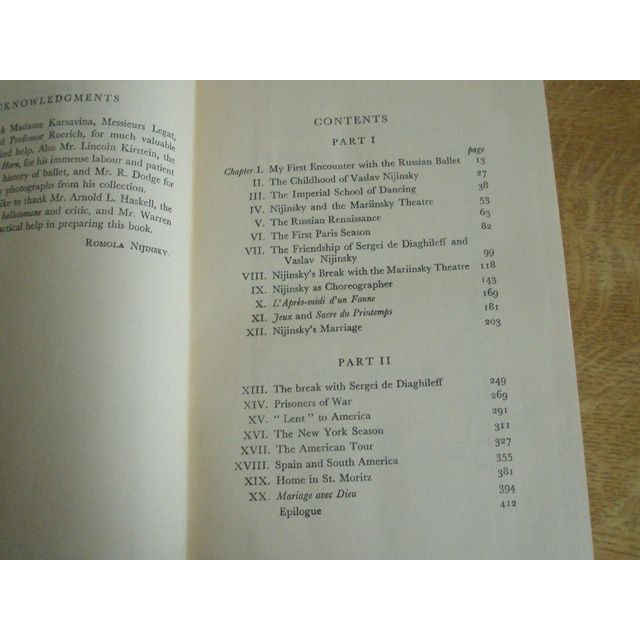 CKNOWLEDGMENTS
k Madame Karsavina, Messieurs Legat,
d Professor Roerich, for much valuable
ind help. Also Mr. Lincoln Kirstein, the
Horn, for his immense labour and patient
history of ballet, and Mr. R. Dodge for
y photographs from his collection.
ike to thank Mr. Arnold L. Haskell, the
balletomane and critic, and Mr. Warren
actical help in preparing this book.
ROMOLA NIJINSKY.
CONTENTS
PART I
page
Chapter I. My First Encounter with the Russian Ballet 13
II. The Childhood of Vaslav Nijinsky 27
III. The Imperial School of Dancing 38
IV. Nijinsky and the Mariinsky Theatre 53
V. The Russian Renaissance 63
VI. The First Paris Season 82
VII. The Friendship of Sergei de Diaghileff and
Vaslav Nijinsky 99
VIII. Nijinsky's Break with the Mariinsky Theatre 118
IX. Nijinsky as Choreographer 143
X. L'Après-midi d'un Faune 169
XI. Jeux and Sacre du Printemps 181
XII. Nijinsky's Marriage 203
PART II
XIII. The break with Sergei de Diaghileff 249
XIV. Prisoners of War 269
XV. "Lent" to America 291
XVI. The New York Season 311
XVII. The American Tour 327
XVIII. Spain and South America 355
XIX. Home in St. Moritz 381
XX. Mariage avec Dieu 394
Epilogue 412